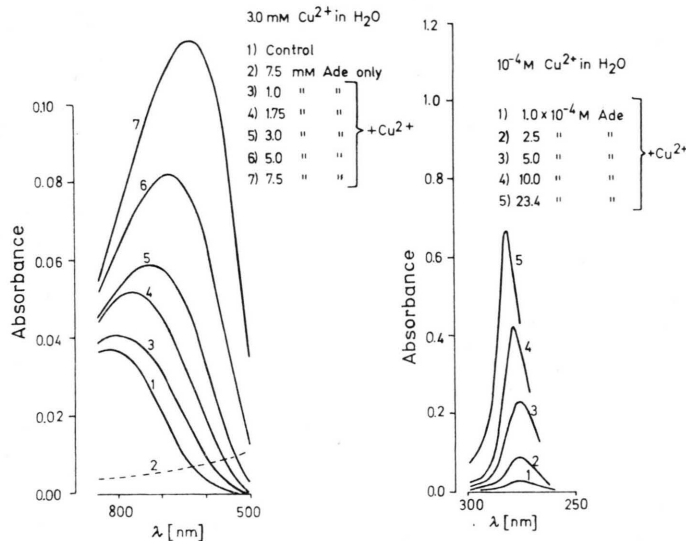 3.0 mM Cu2+ in H2O
1) Control
2) 7.5 mM Ade only
3) 1.0 " "
4) 1.75 " "
5) 3.0 " "
6) 5.0 " "
7) 7.5 " "
+Cu2+
Absorbance
0.10
0.08
0.06
0.04
0.02
0.00
7
6
5
4
3
1
2
800
500
λ [nm]
10-4 M Cu2+ in H2O
1) 1.0 x 10-4 M Ade
2) 2.5 " "
3) 5.0 " "
4) 10.0 " "
5) 23.4 " "
+Cu2+
Absorbance
1.2
1.0
0.8
0.6
0.4
0.2
0.0
5
4
3
2
1
300
250
λ [nm]